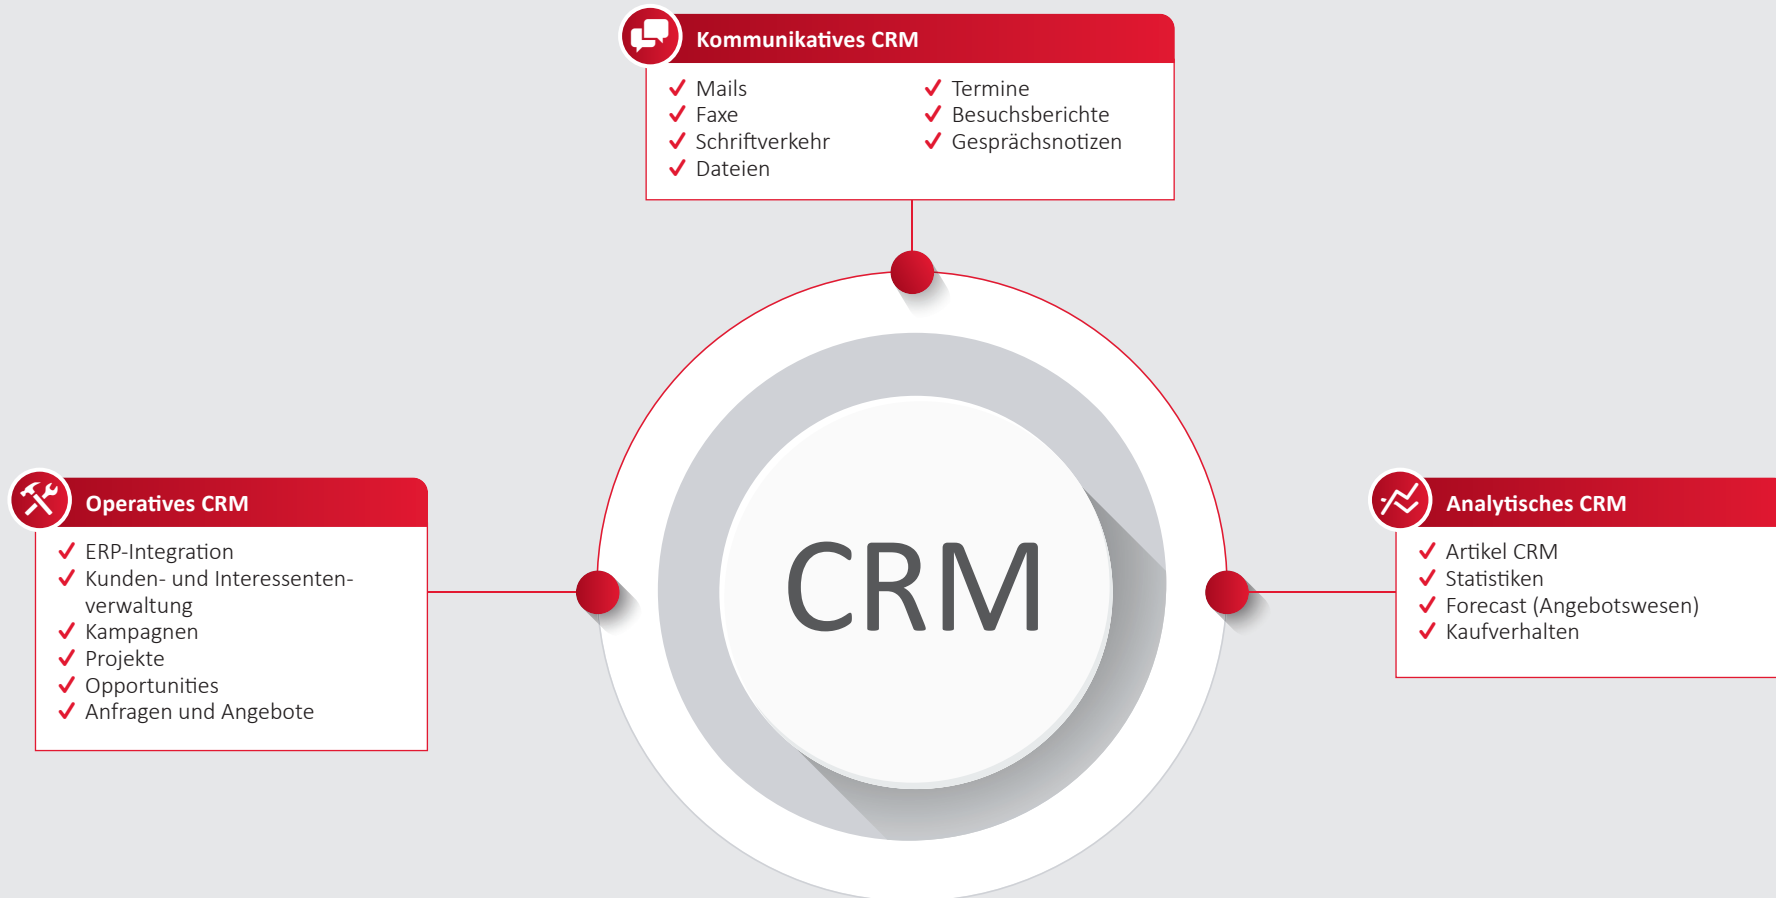 Kommunikatives CRM
Mails
Faxe
Schriftverkehr
Dateien
Termine
Besuchsberichte
Gesprächsnotizen
Operatives CRM
ERP-Integration
Kunden- und Interessenten-
verwaltung
Kampagnen
Projekte
Opportunities
Anfragen und Angebote
CRM
Analytisches CRM
Artikel CRM
Statistiken
Forecast (Angebotswesen)
Kaufverhalten